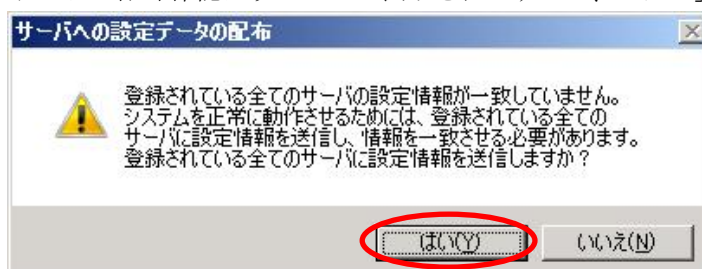 サーバへの設定データの配布
登録されている全てのサーバの設定情報が一致していません。
システムを正常に動作させるためには、登録されている全ての
サーバに設定情報を送信し、情報を一致させる必要があります。
登録されている全てのサーバに設定情報を送信しますか？
はい(Y)
いいえ(N)